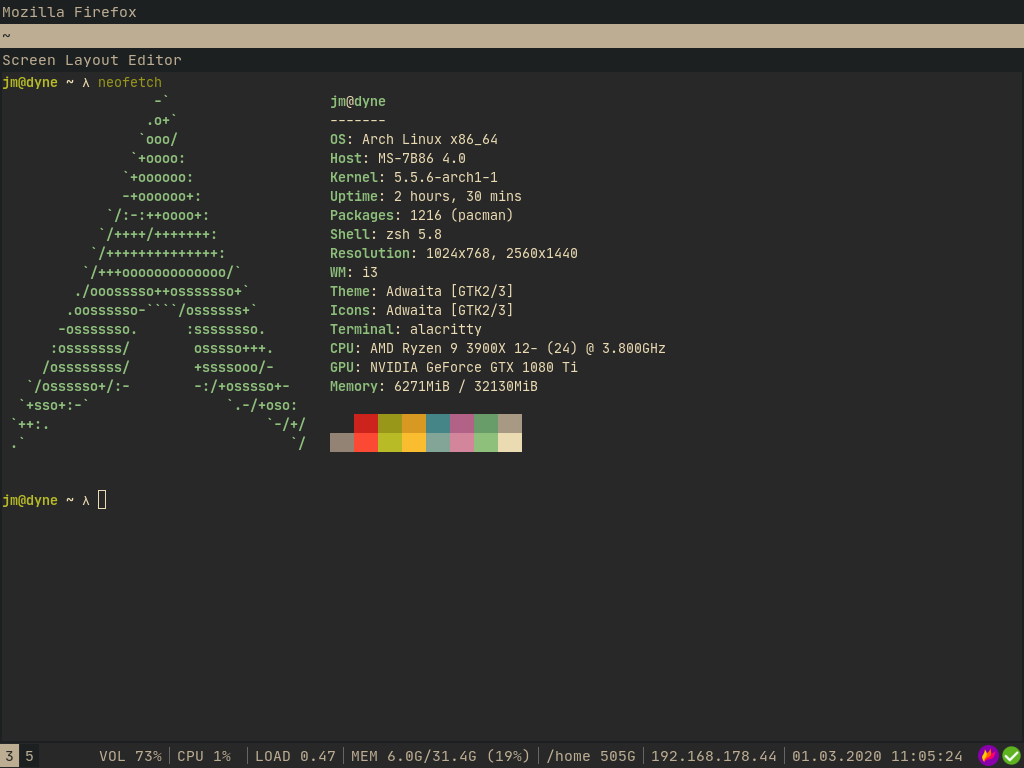 Mozilla Firefox
~
Screen Layout Editor
jm@dyne ~ λ neofetch
                   -`                    jm@dyne
                  .o+`                   -------
                 `ooo/                   OS: Arch Linux x86_64
                `+oooo:                  Host: MS-7B86 4.0
               `+oooooo:                 Kernel: 5.5.6-arch1-1
               -+oooooo+:                Uptime: 2 hours, 30 mins
             `/:-:++oooo+:               Packages: 1216 (pacman)
            `/++++/+++++++:              Shell: zsh 5.8
           `/++++++++++++++:             Resolution: 1024x768, 2560x1440
          `/+++ooooooooooooo/`           WM: i3
         ./ooosssso++osssssso+`          Theme: Adwaita [GTK2/3]
        .oossssso-````/ossssss+`         Icons: Adwaita [GTK2/3]
       -osssssso.      :ssssssso.        Terminal: alacritty
      :osssssss/        osssso+++.       CPU: AMD Ryzen 9 3900X 12- (24) @ 3.800GHz
     /ossssssss/        +ssssooo/-       GPU: NVIDIA GeForce GTX 1080 Ti
   `/ossssso+/:-        -:/+osssso+-     Memory: 6271MiB / 32130MiB
  `+sso+:-`                 `.-/+oso:
 `++:.                           `-/+/
 .`                                 `/
jm@dyne ~ λ
3 5 VOL 73% CPU 1% LOAD 0.47 MEM 6.0G/31.4G (19%) /home 505G 192.168.178.44 01.03.2020 11:05:24